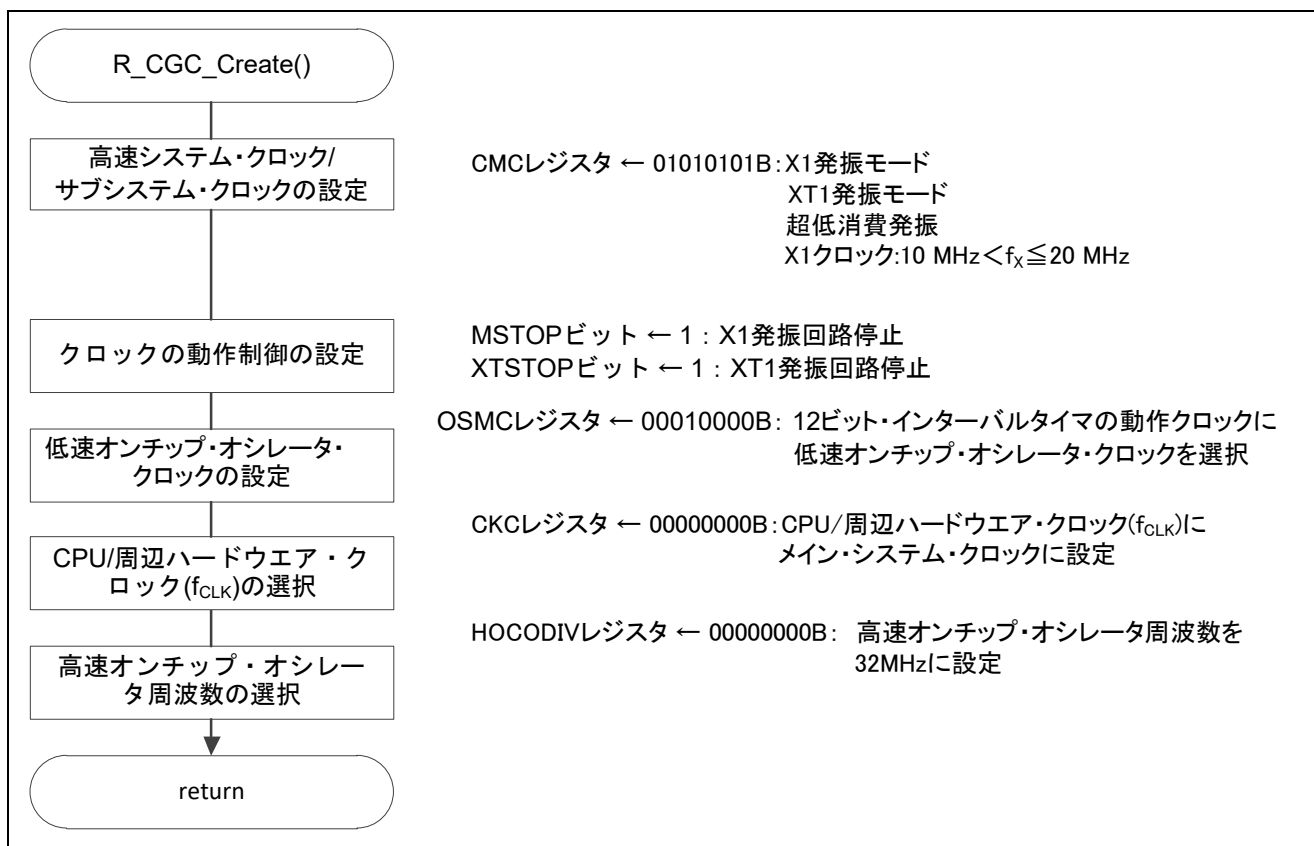 R_CGC_Create()
高速システム・クロック/
サブシステム・クロックの設定
CMCレジスタ ← 01010101B：X1発振モード
XT1発振モード
超低消費発振
X1クロック:10 MHz＜fX≦20 MHz
クロックの動作制御の設定
MSTOPビット ← 1 : X1発振回路停止
XTSTOPビット ← 1 : XT1発振回路停止
低速オンチップ・オシレータ・
クロックの設定
OSMCレジスタ ← 00010000B： 12ビット・インターバルタイマの動作クロックに
低速オンチップ・オシレータ・クロックを選択
CPU/周辺ハードウエア・ク
ロック(fCLK)の選択
CKCレジスタ ← 00000000B：CPU/周辺ハードウエア・クロック(fCLK)に
メイン・システム・クロックに設定
高速オンチップ・オシレー
タ周波数の選択
HOCODIVレジスタ ← 00000000B： 高速オンチップ・オシレータ周波数を
32MHzに設定
return